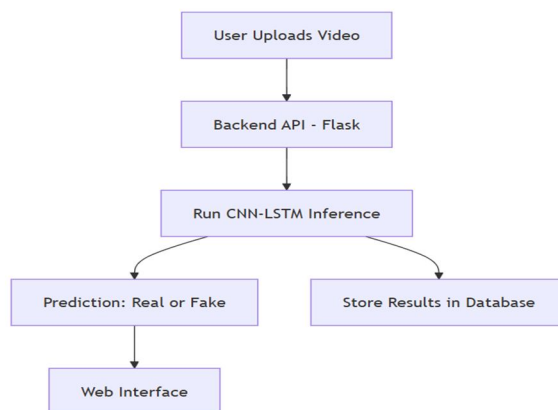 User Uploads Video
Backend API - Flask
Run CNN-LSTM Inference
Prediction: Real or Fake
Store Results in Database
Web Interface